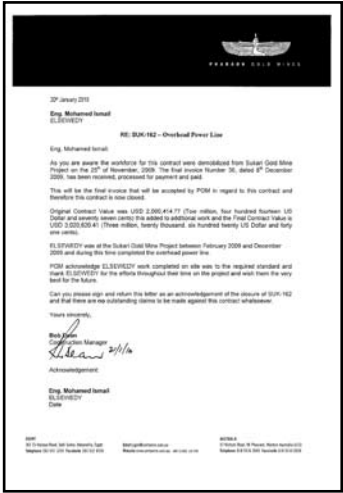 PHARAOH GOLD MINES
20th January 2010
Eng. Mohamed Ismail
ELSEWEDY
RE: SUK-162 – Overhead Power Line
Eng. Mohamed Ismail:
As you are aware the workforce for this contract were demobilized from Sukari Gold Mine
Project on the 25th of November, 2009. The final invoice Number 36, dated 8th December
2009, has been received, processed for payment and paid.
This will be the final invoice that will be accepted by PGM in regard to this contract and
therefore this contract is now closed.
Original Contract Value was USD 2,000,414.77 (Two million, four hundred fourteen US
Dollar and seventy seven cents) this added to additional work and the Final Contract Value is
USD 3,020,620.41 (Three million, twenty thousand, six hundred twenty US Dollar and forty
one cents).
ELSEWEDY was at the Sukari Gold Mine Project between February 2009 and December
2009 and during this time completed the overhead power line
PGM acknowledge ELSEWEDY work completed on site was to the required standard and
thank ELSEWEDY for the efforts throughout their time on the project and wish them the very
best for the future.
Can you please sign and return this letter as an acknowledgement of the closure of SUK-162
and that there are no outstanding claims to be made against this contract whatsoever.
Yours sincerely,
Bob
Construction Manager
21/1/10
Acknowledgement:
Eng. Mohamed Ismail
ELSEWEDY
Date
EGYPT
AUSTRALIA